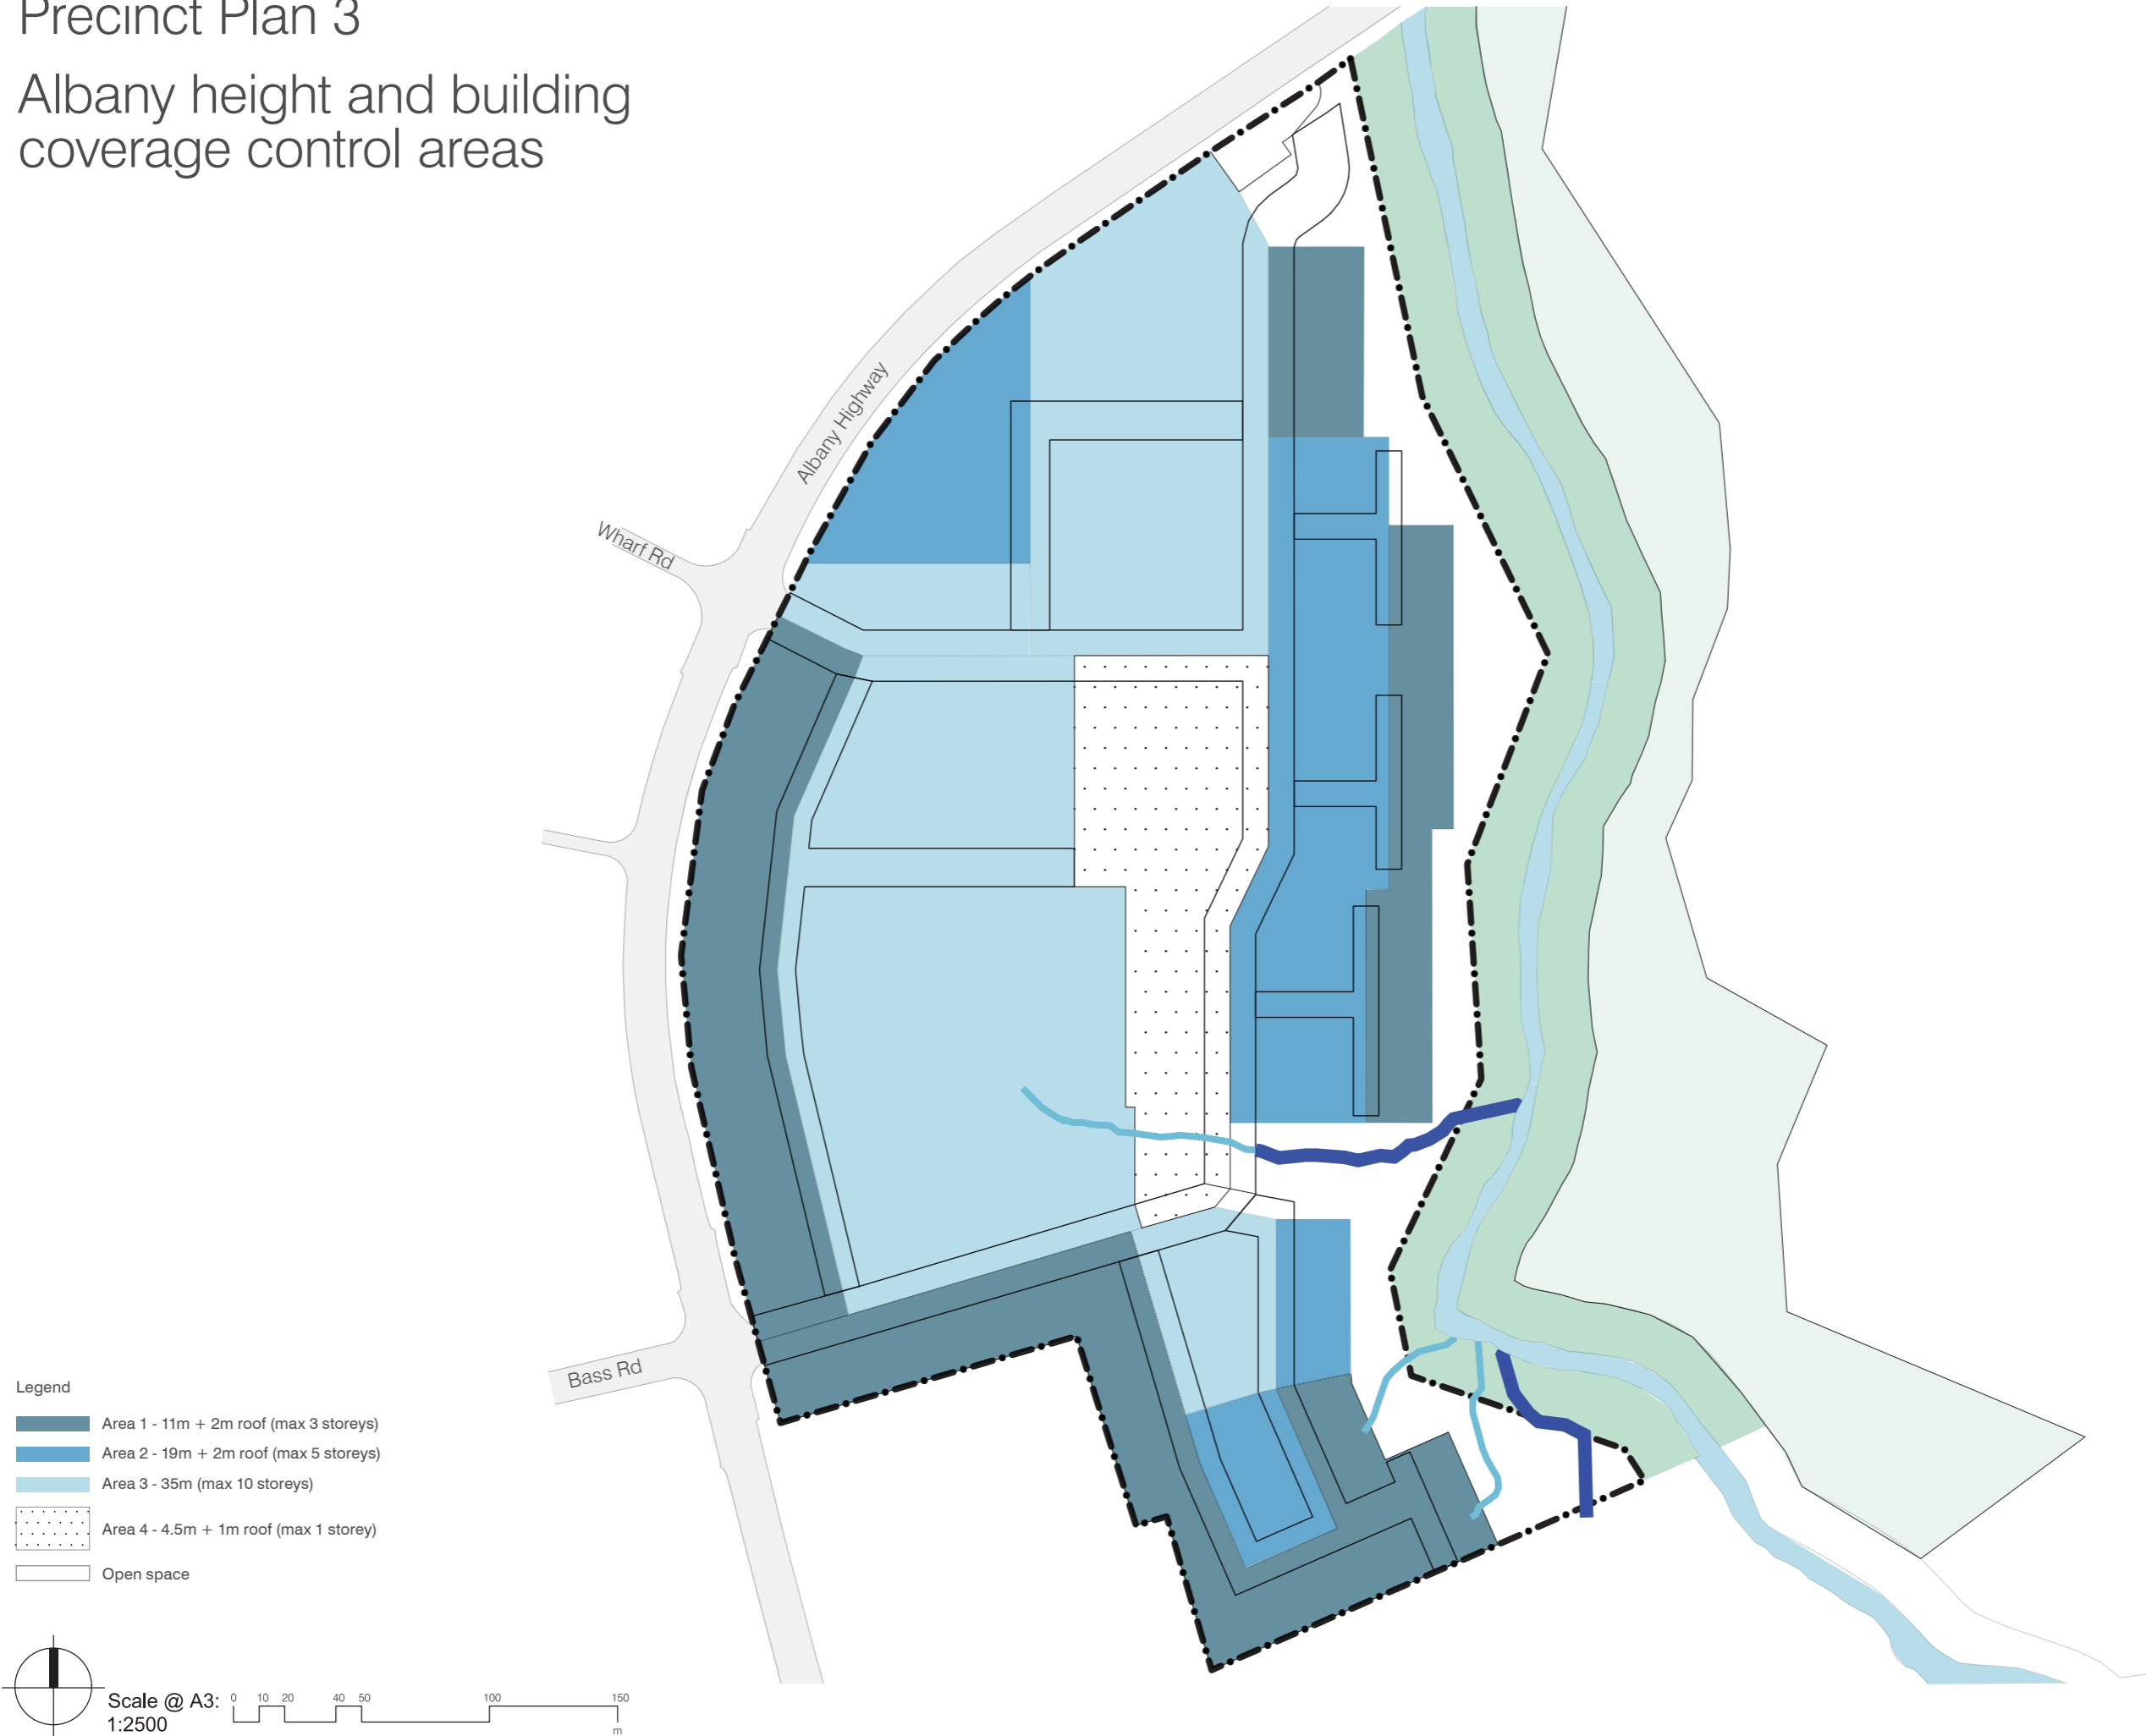 Precinct Plan 3
Albany height and building
coverage control areas
Albany Highway
Wharf Rd
Bass Rd
Legend
Area 1 - 11m + 2m roof (max 3 storeys)
Area 2 - 19m + 2m roof (max 5 storeys)
Area 3 - 35m (max 10 storeys)
Area 4 - 4.5m + 1m roof (max 1 storey)
Open space
Scale @ A3:
1:2500
0 10 20 40 50 100 150
m